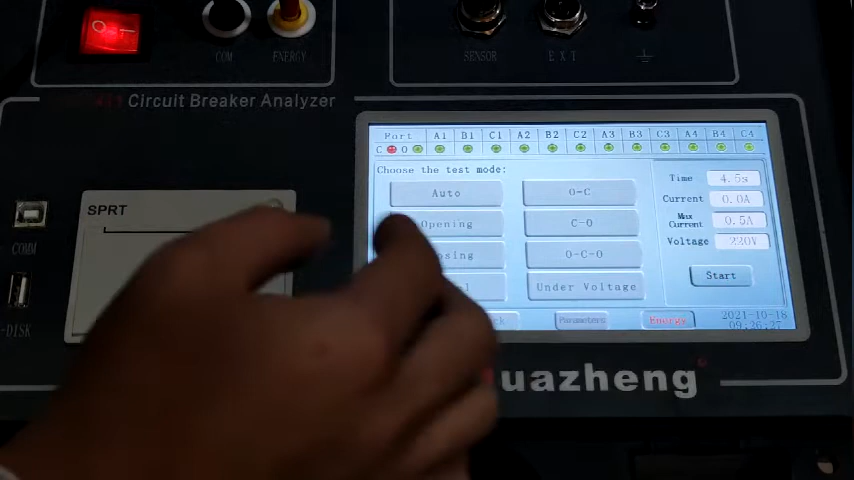 O I
COM
ENERGY
SENSOR
E X T
Circuit Breaker Analyzer
Port A1 B1 C1 A2 B2 C2 A3 B3 C3 A4 B4 C4
C O
Choose the test mode:
Auto
O-C
Opening
C-O
osing
O-C-O
Under Voltage
Time 4.5s
Current 0.0A
Max Current 0.5A
Voltage 220V
Start
Parameters
Energy
2021-10-18
09:26:27
SPRT
COMM
-DISK
uazheng